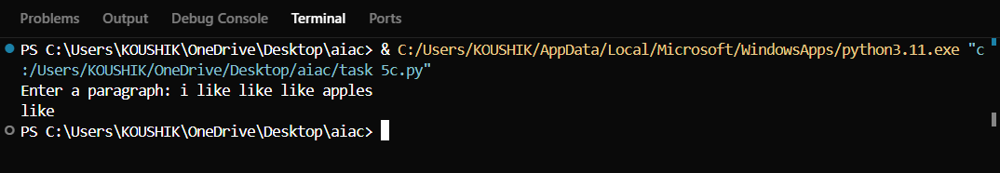 Problems Output Debug Console Terminal Ports
PS C:\Users\KOUSHIK\OneDrive\Desktop\aiac> & C:/Users/KOUSHIK/AppData/Local/Microsoft/WindowsApps/python3.11.exe "c
:/Users/KOUSHIK/OneDrive/Desktop/aiac/task 5c.py"
Enter a paragraph: i like like like apples
like
PS C:\Users\KOUSHIK\OneDrive\Desktop\aiac>